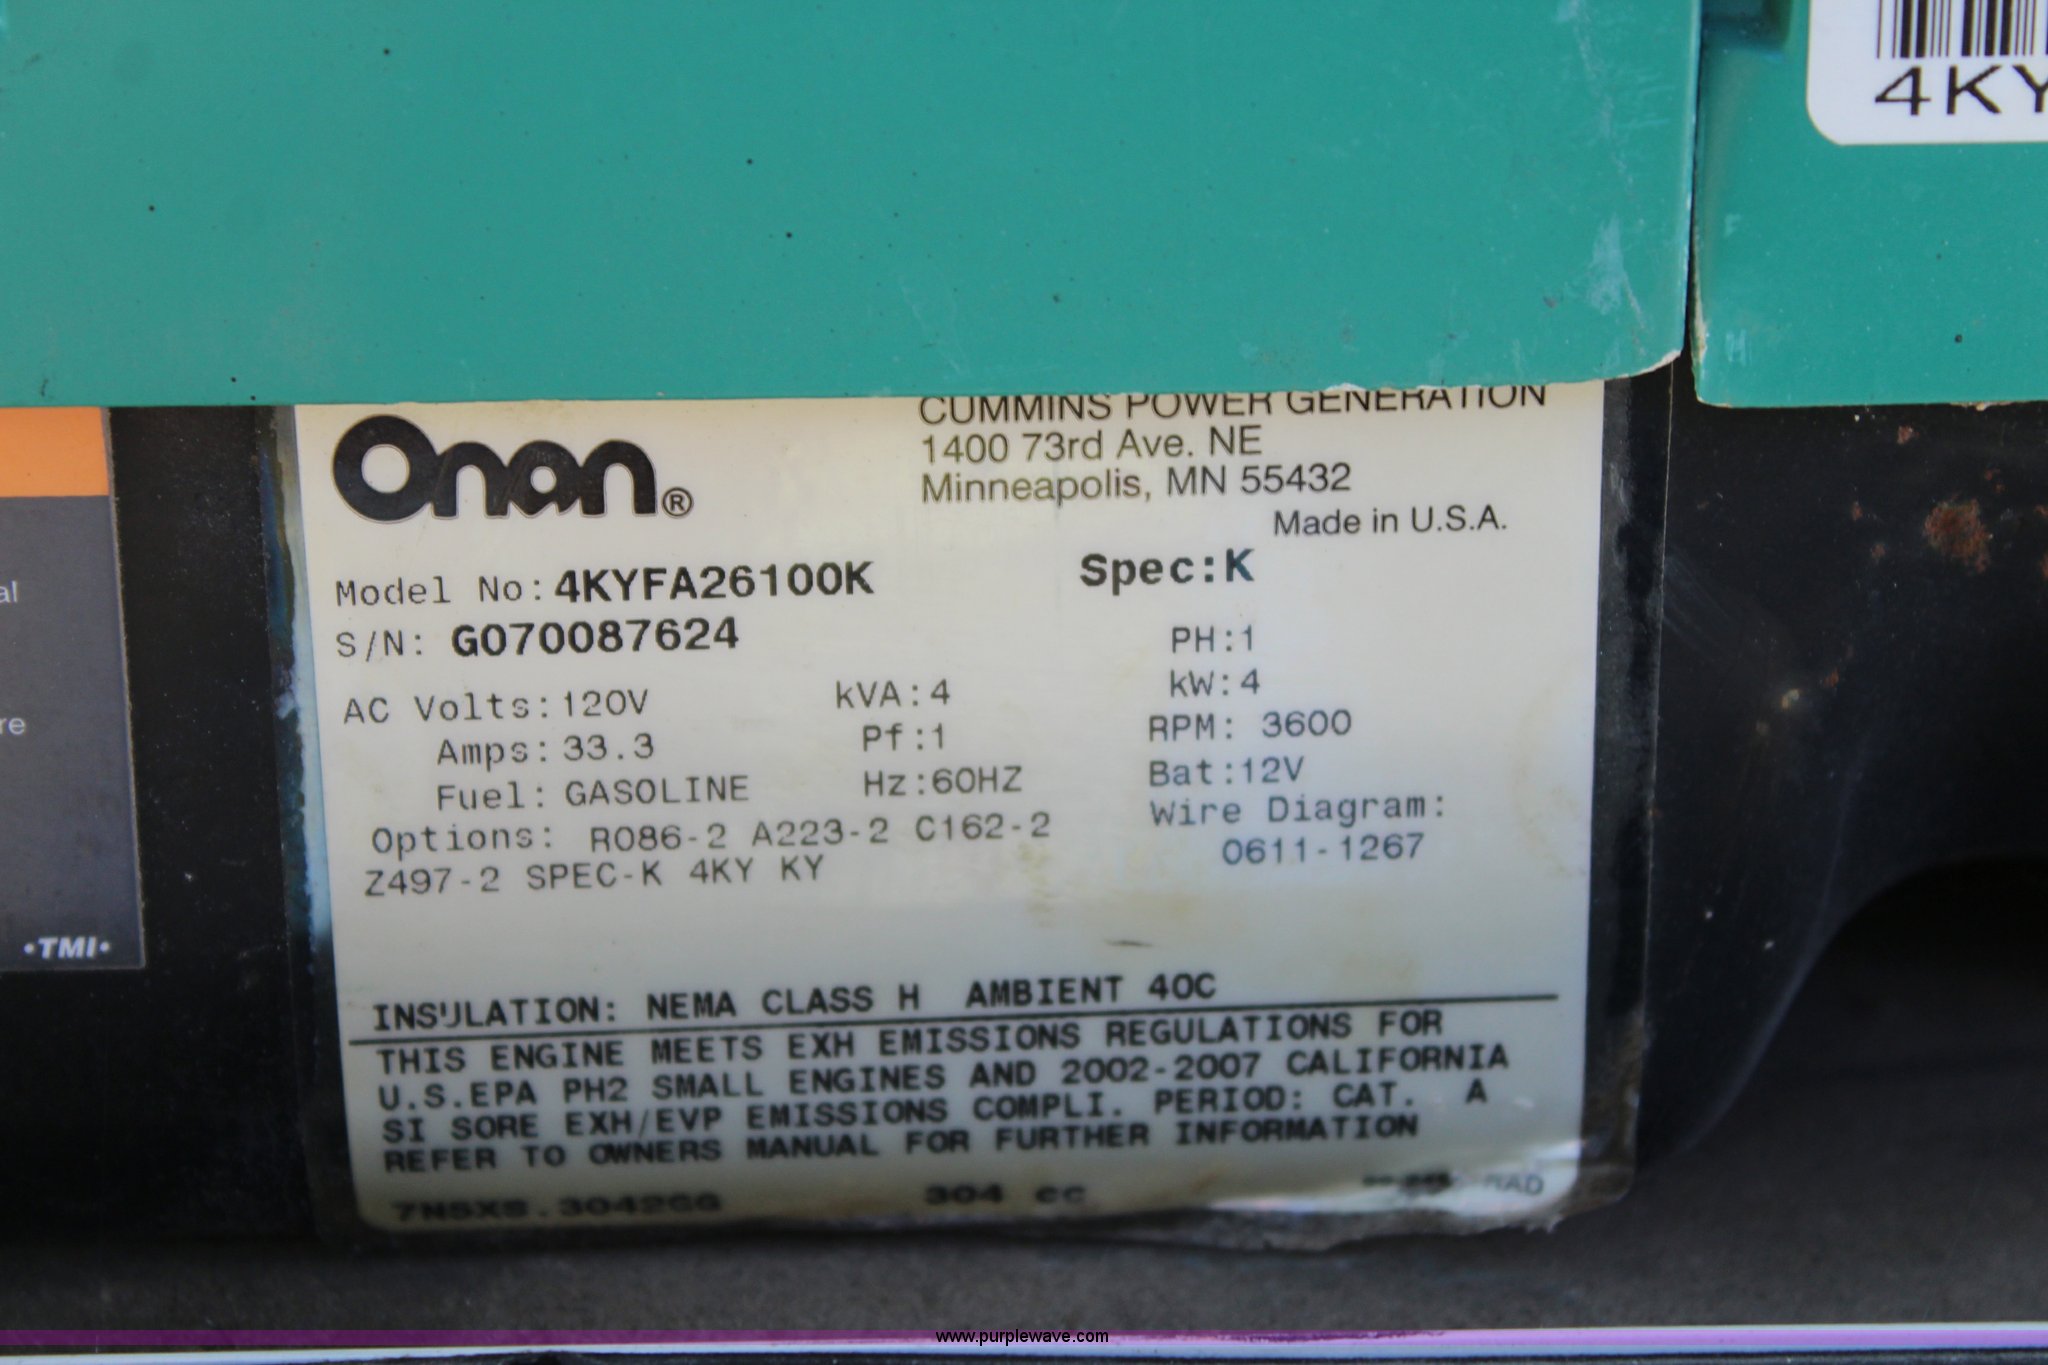 4KY
Onan®
CUMMINS POWER GENERATION
1400 73rd Ave. NE
Minneapolis, MN 55432
Made in U.S.A.
Model No: 4KYFA26100K Spec:K
S/N: G070087624 PH:1
AC Volts:120V kVA:4 kW:4
Amps:33.3 Pf:1 RPM: 3600
Fuel: GASOLINE Hz:60HZ Bat:12V
Options: R086-2 A223-2 C162-2 Wire Diagram:
Z497-2 SPEC-K 4KY KY 0611-1267
INSULATION: NEMA CLASS H AMBIENT 40C
THIS ENGINE MEETS EXH EMISSIONS REGULATIONS FOR
U.S.EPA PH2 SMALL ENGINES AND 2002-2007 CALIFORNIA
SI SORE EXH/EVP EMISSIONS COMPLI. PERIOD: CAT. A
REFER TO OWNERS MANUAL FOR FURTHER INFORMATION
7N5XS.3042GG 304 cc
al
re
•TMI•
www.purplewave.com